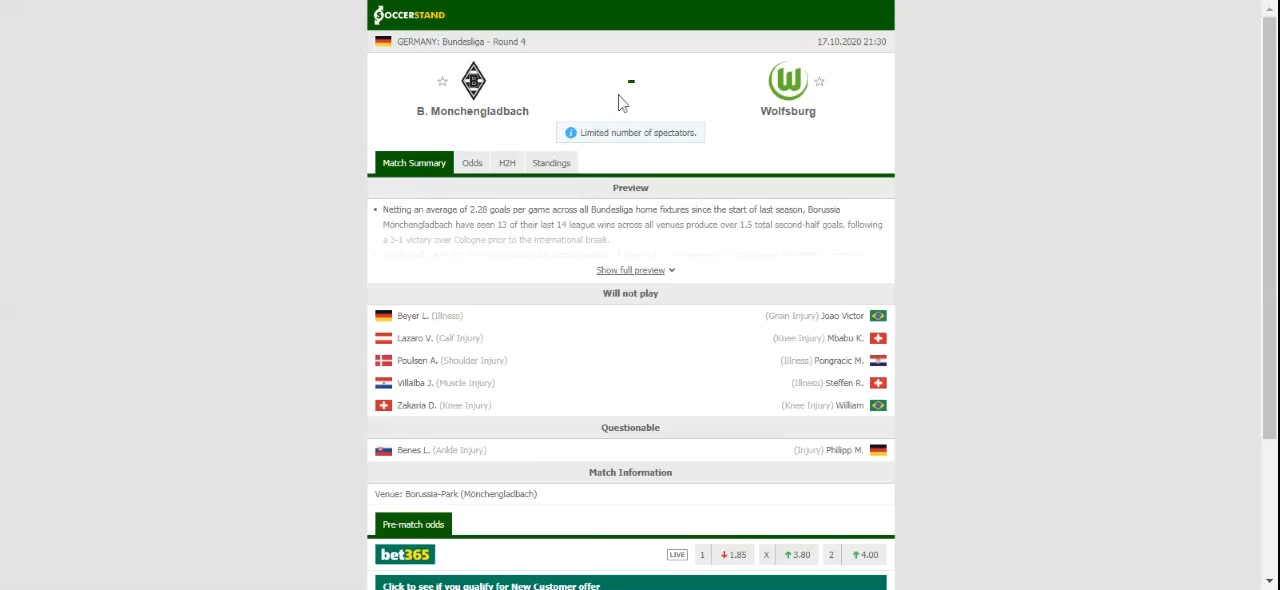 SOCCERSTAND
GERMANY: Bundesliga - Round 4 17.10.2020 21:30
B. Monchengladbach - Wolfsburg
Limited number of spectators.
Match Summary Odds H2H Standings
Preview
• Netting an average of 2.28 goals per game across all Bundesliga home fixtures since the start of last season, Borussia
Mönchengladbach have seen 13 of their last 14 league wins across all venues produce over 1.5 total second-half goals, following
a 3-1 victory over Cologne prior to the international break.
Show full preview
Will not play
Beyer L. (Illness) (Groin Injury) Joao Victor
Lazaro V. (Calf Injury) (Knee Injury) Mbabu K.
Poulsen A. (Shoulder Injury) (Illness) Pongracic M.
Villalba J. (Muscle Injury) (Illness) Steffen R.
Zakaria D. (Knee Injury) (Knee Injury) William
Questionable
Benes L. (Ankle Injury) (Injury) Philipp M.
Match Information
Venue: Borussia-Park (Mönchengladbach)
Pre-match odds
bet365 LIVE 1 1.85 X 3.80 2 4.00
Click to see if you qualify for New Customer offer